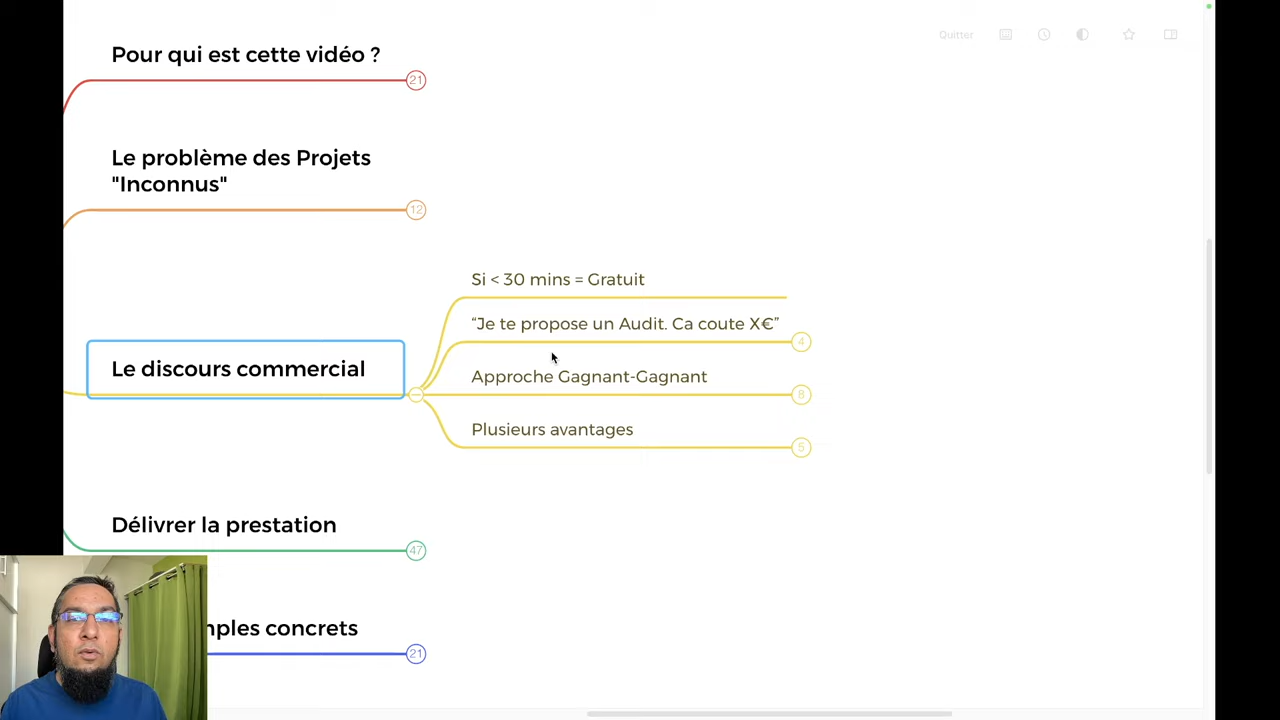 Pour qui est cette vidéo ?
21
Quitter
Le problème des Projets
"Inconnus"
12
Le discours commercial
Si < 30 mins = Gratuit
“Je te propose un Audit. Ca coute X€”
4
Approche Gagnant-Gagnant
8
Plusieurs avantages
5
Délivrer la prestation
47
mples concrets
21